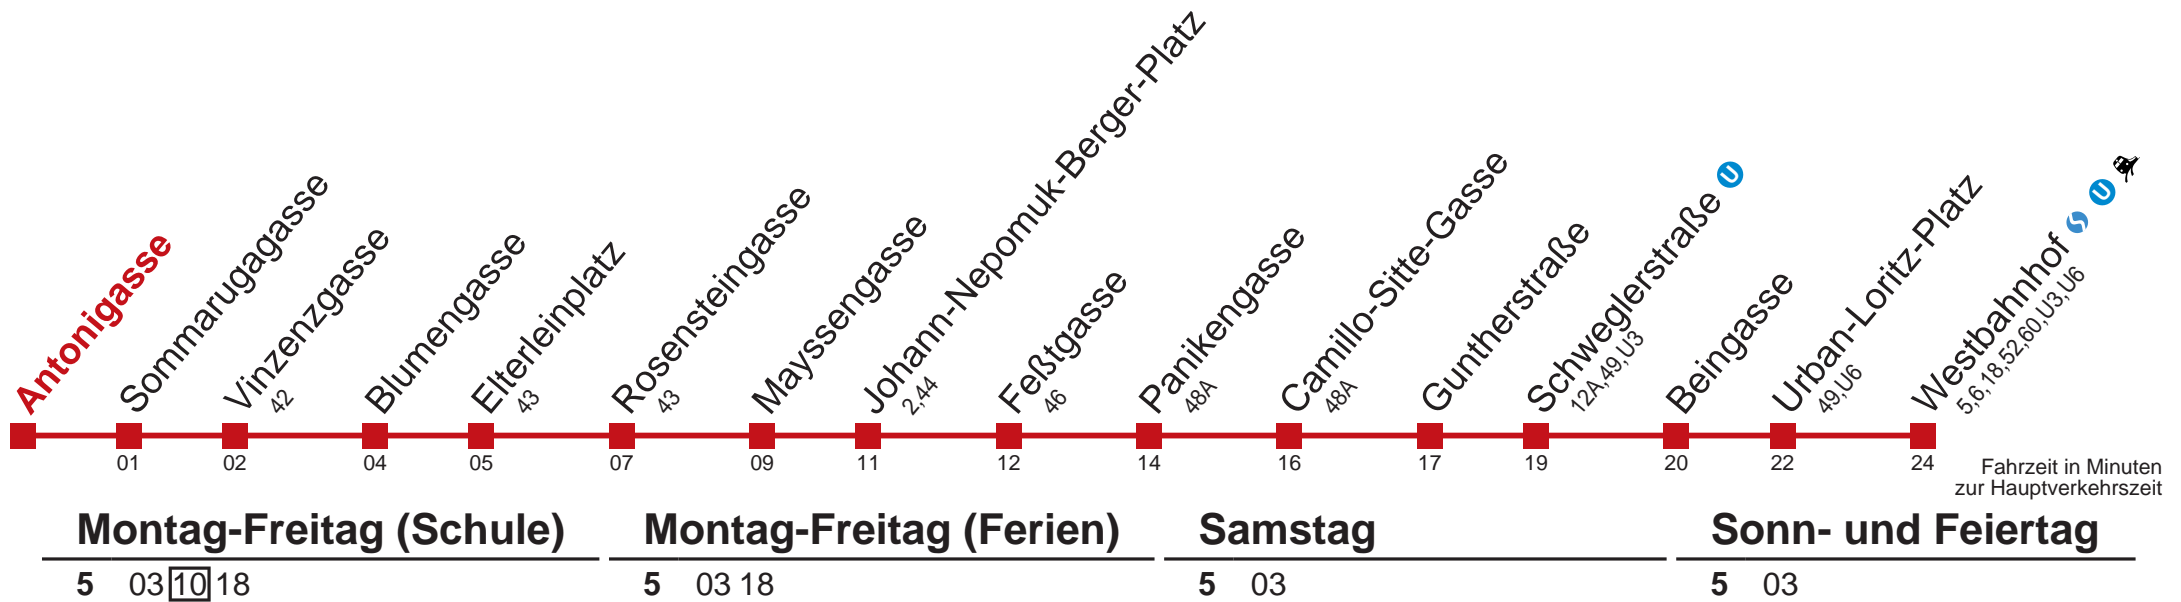 Antonigasse
Sommarugagasse
Vinzenzgasse
42
Blumengasse
Elterleinplatz
43
Rosensteingasse
43
Mayssengasse
Johann-Nepomuk-Berger-Platz
2,44
Feßtgasse
46
Panikengasse
48A
Camillo-Sitte-Gasse
48A
Guntherstraße
Schweglerstraße U
12A,49,U3
Beingasse
Urban-Loritz-Platz
49,U6
Westbahnhof U
5,6,18,52,60,U3,U6
01 02 04 05 07 09 11 12 14 16 17 19 20 22 24
Fahrzeit in Minuten
zur Hauptverkehrszeit
Montag-Freitag (Schule)
5 03 10 18
Montag-Freitag (Ferien)
5 03 18
Samstag
5 03
Sonn- und Feiertag
5 03